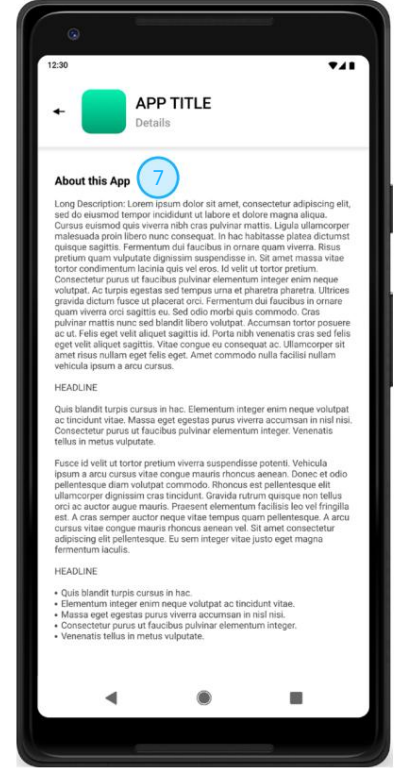 12:30
APP TITLE
Details
About this App
7
Long Description: Lorem ipsum dolor sit amet, consectetur adipiscing elit,
sed do eiusmod tempor incididunt ut labore et dolore magna aliqua.
Cursus euismod quis viverra nibh cras pulvinar mattis. Ligula ullamcorper
malesuada proin libero nunc consequat. In hac habitasse platea dictumst
quisque sagittis. Fermentum dui faucibus in ornare quam viverra. Risus
pretium quam vulputate dignissim suspendisse in. Sit amet massa vitae
tortor condimentum lacinia quis vel eros. Id velit ut tortor pretium.
Consectetur purus ut faucibus pulvinar elementum integer enim neque
volutpat. Ac turpis egestas sed tempus urna et pharetra pharetra. Ultrices
gravida dictum fusce ut placerat orci. Fermentum dui faucibus in ornare
quam viverra orci sagittis eu. Sed odio morbi quis commodo. Cras
pulvinar mattis nunc sed blandit libero volutpat. Accumsan tortor posuere
ac ut. Felis eget velit aliquet sagittis id. Porta nibh venenatis cras sed felis
eget velit aliquet sagittis. Vitae congue eu consequat ac. Ullamcorper sit
amet risus nullam eget felis eget. Amet commodo nulla facilisi nullam
vehicula ipsum a arcu cursus.
HEADLINE
Quis blandit turpis cursus in hac. Elementum integer enim neque volutpat
ac tincidunt vitae. Massa eget egestas purus viverra accumsan in nisl nisi.
Consectetur purus ut faucibus pulvinar elementum integer. Venenatis
tellus in metus vulputate.
Fusce id velit ut tortor pretium viverra suspendisse potenti. Vehicula
ipsum a arcu cursus vitae congue mauris rhoncus aenean. Donec et odio
pellentesque diam volutpat commodo. Rhoncus est pellentesque elit
ullamcorper dignissim cras tincidunt. Gravida rutrum quisque non tellus
orci ac auctor augue mauris. Praesent elementum facilisis leo vel fringilla
est. A cras semper auctor neque vitae tempus quam pellentesque. A arcu
cursus vitae congue mauris rhoncus aenean vel. Sit amet consectetur
adipiscing elit pellentesque. Eu sem integer vitae justo eget magna
fermentum iaculis.
HEADLINE
• Quis blandit turpis cursus in hac.
• Elementum integer enim neque volutpat ac tincidunt vitae.
• Massa eget egestas purus viverra accumsan in nisl nisi.
• Consectetur purus ut faucibus pulvinar elementum integer.
• Venenatis tellus in metus vulputate.